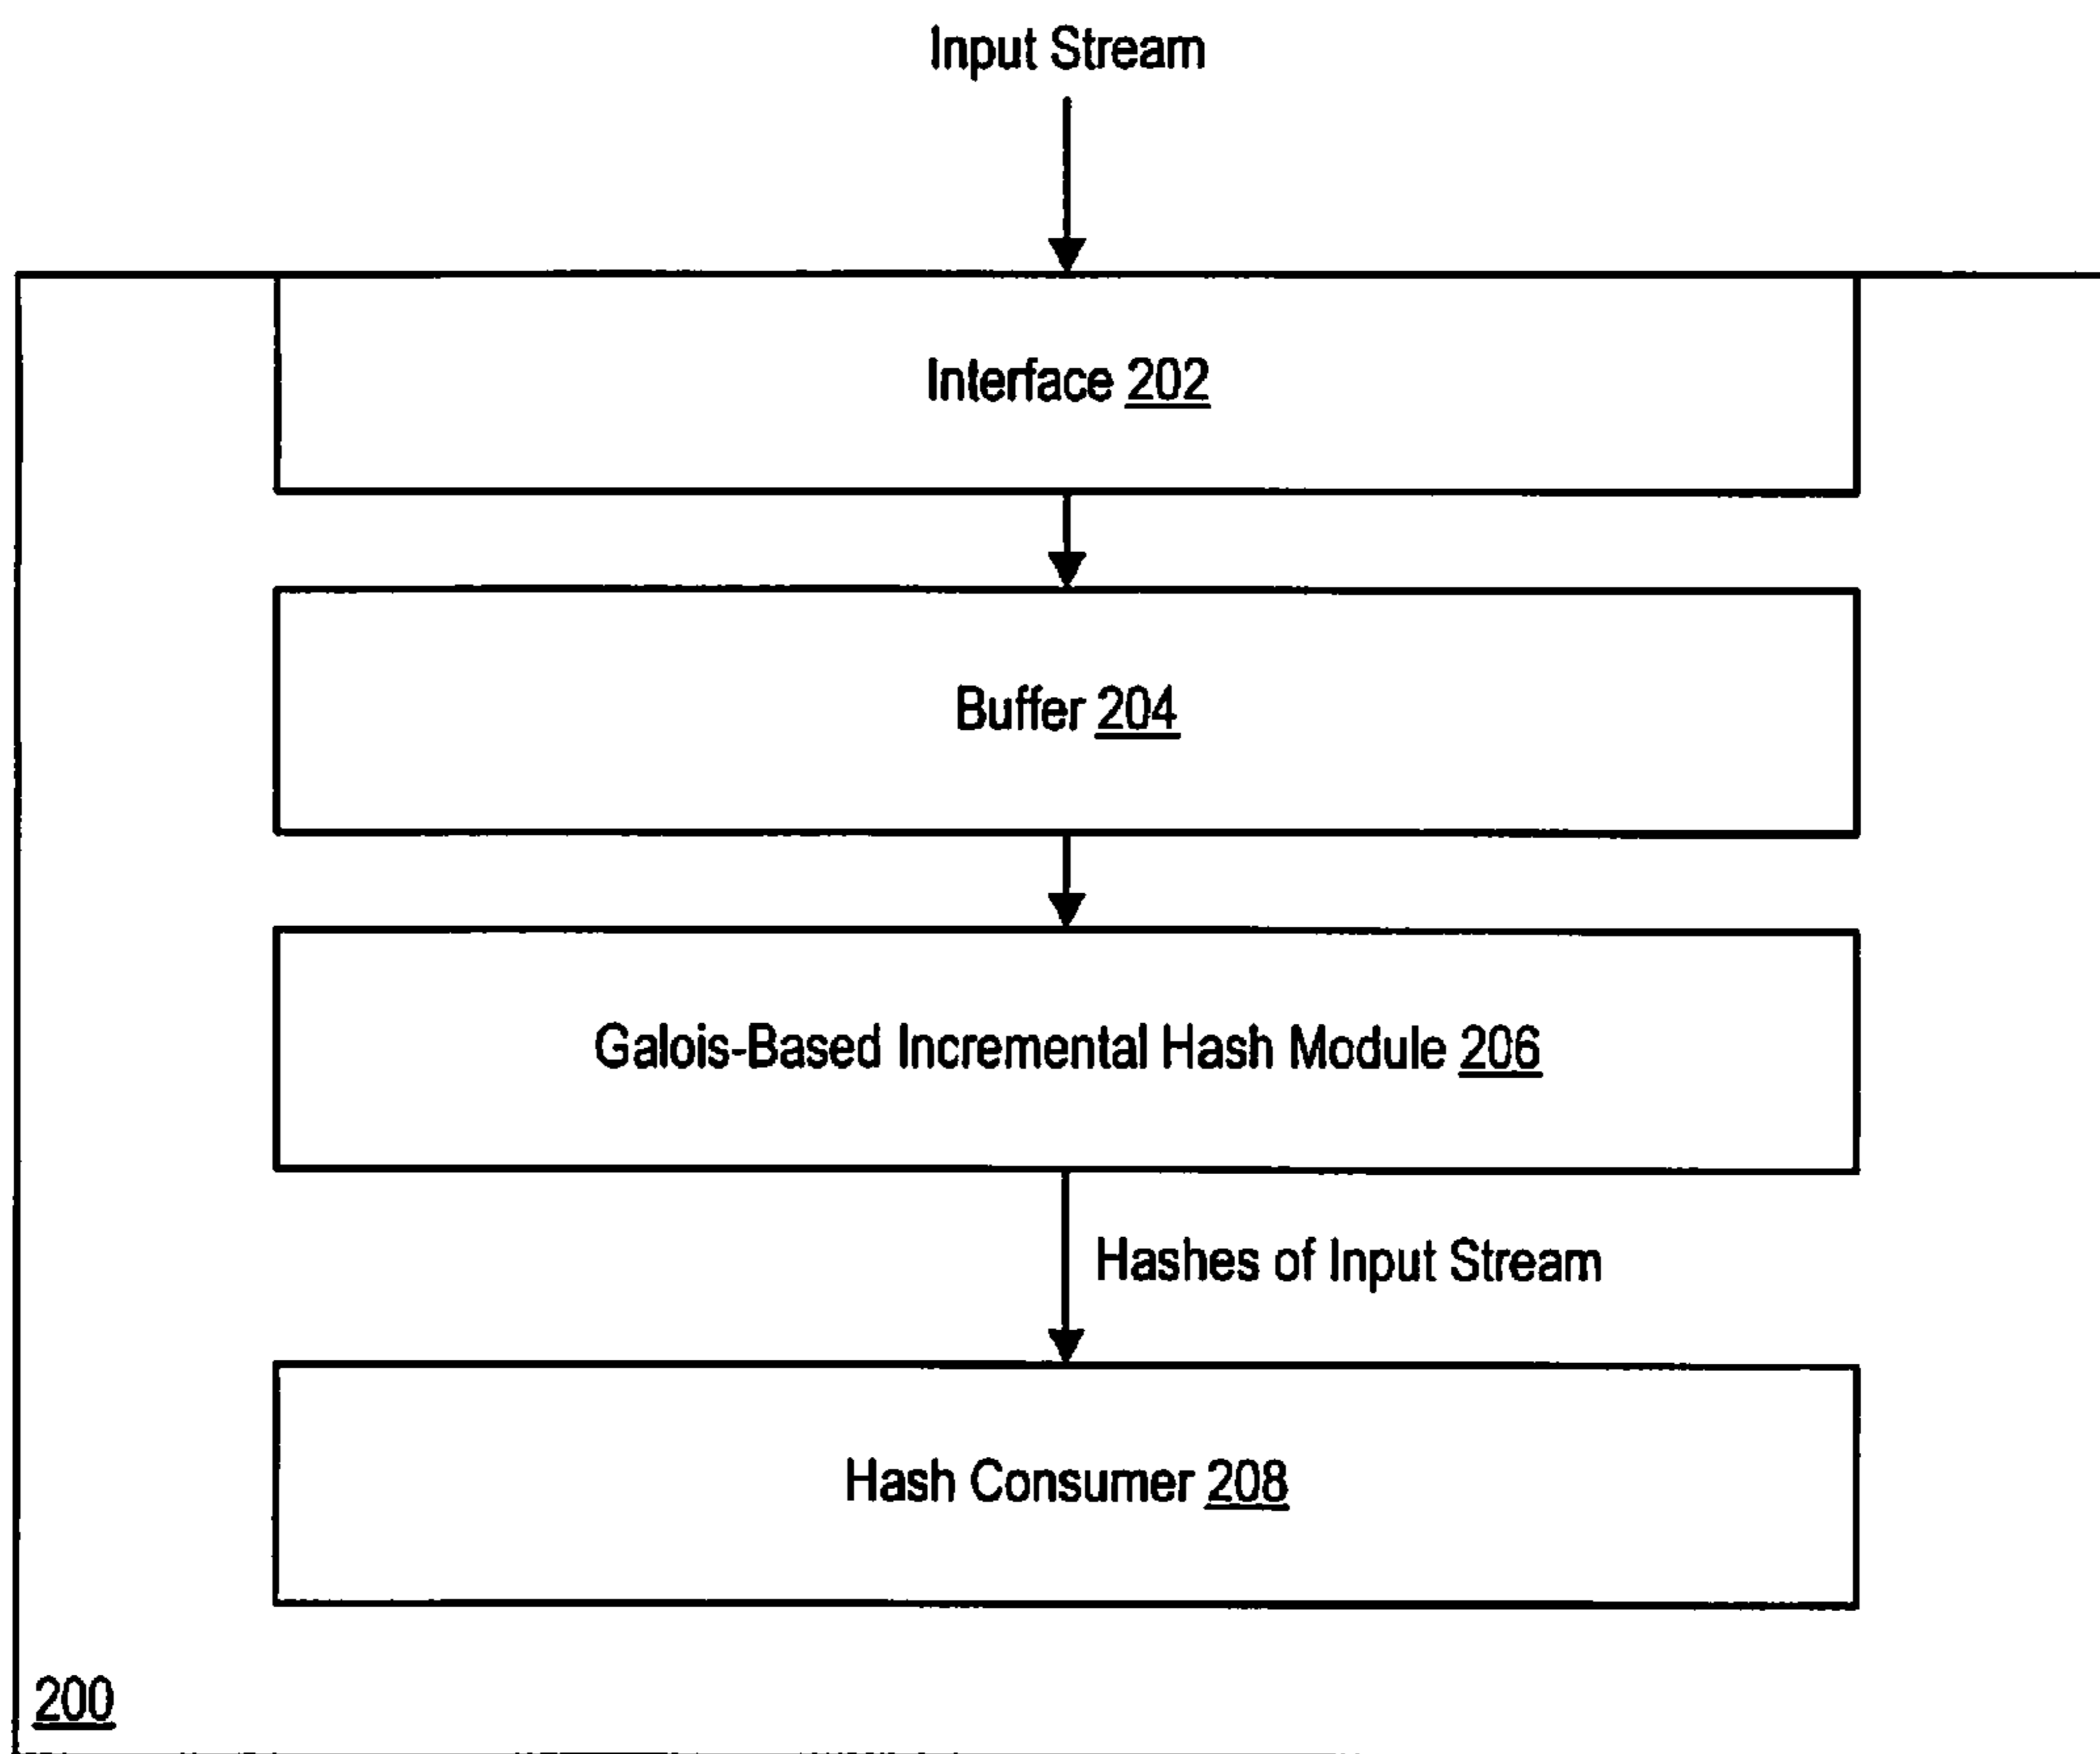 Input Stream
Interface 202
Buffer 204
Galois-Based Incremental Hash Module 206
Hashes of Input Stream
Hash Consumer 208
200